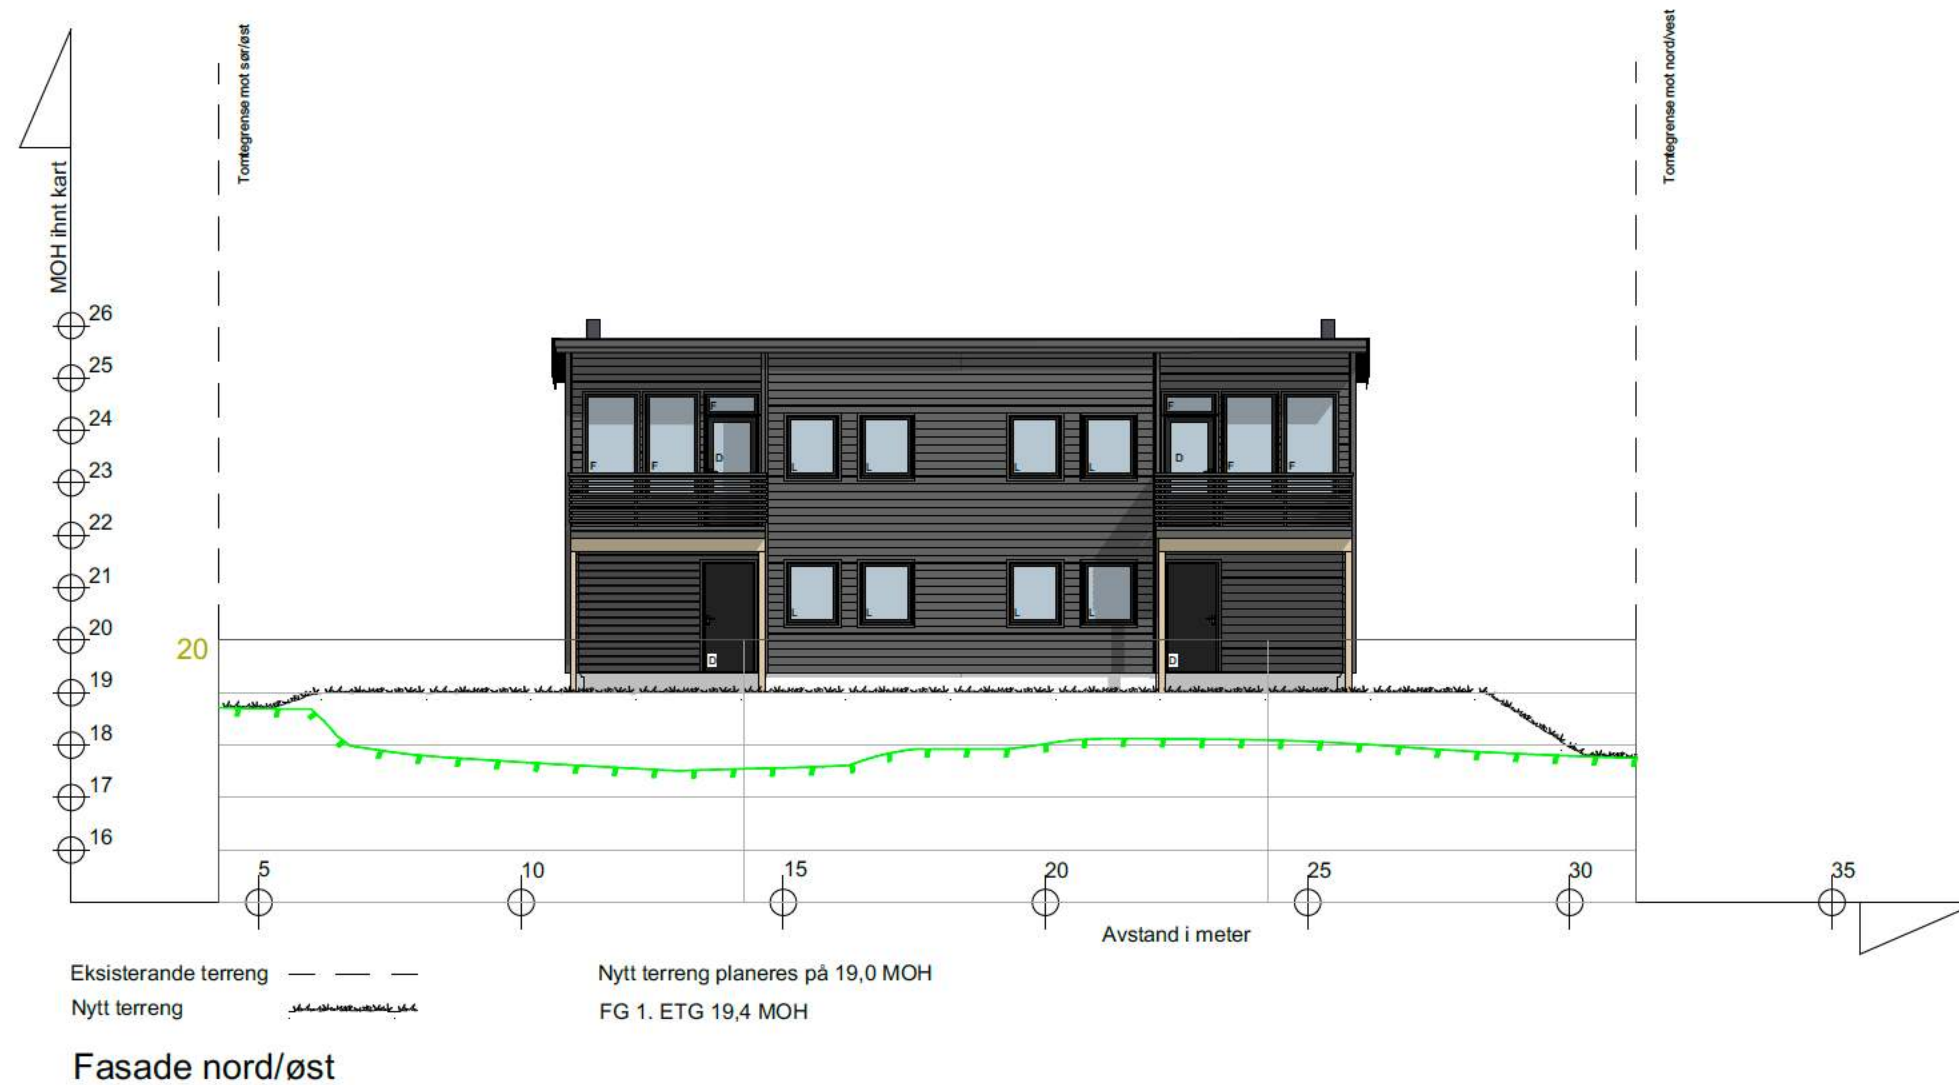 Tomtegrense mot sør/øst
Tomtegrense mot nord/vest
MOH ihht kart
26
25
24
23
22
21
20
19
18
17
16
20
F
F
F
D
F
D
F
F
L
L
L
L
L
L
L
L
D
D
5
10
15
20
25
30
35
Avstand i meter
Eksisterande terreng
Nytt terreng planeres på 19,0 MOH
Nytt terreng
FG 1. ETG 19,4 MOH
Fasade nord/øst